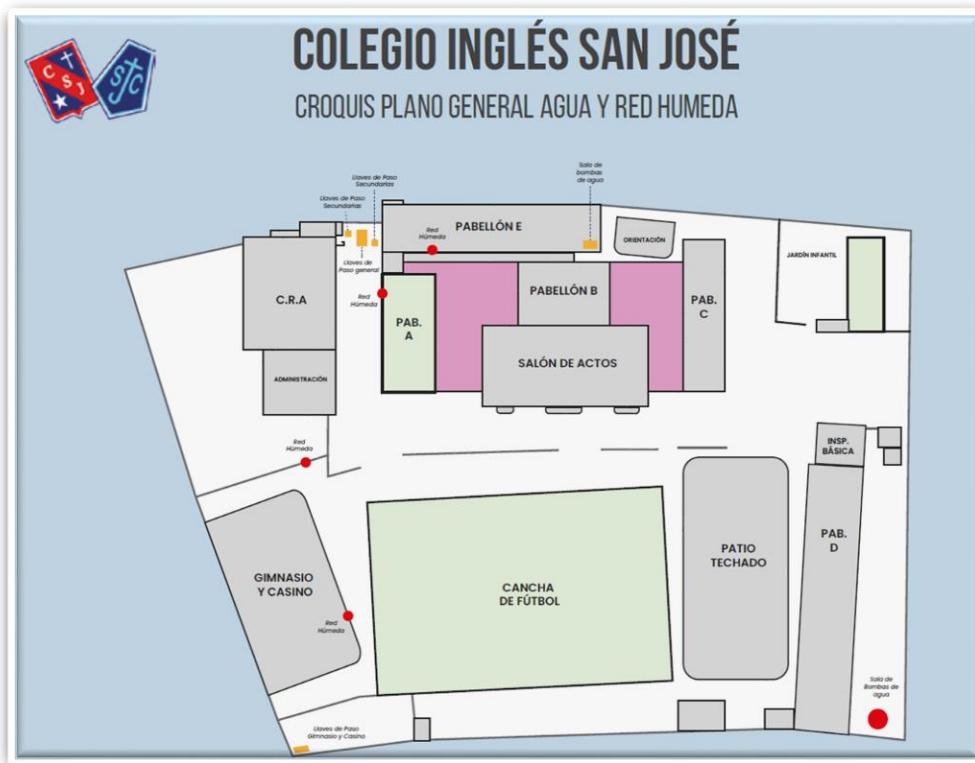 COLEGIO INGLÉS SAN JOSÉ
CROQUIS PLANO GENERAL AGUA Y RED HUMEDA
C S J
S J C
Sala de
bombas
de agua
Llaves de Paso
Secundarias
Llaves de Paso
Secundarias
PABELLÓN E
Red
Húmeda
ORIENTACIÓN
JARDÍN INFANTIL
Llaves de
Paso general
Red
Húmeda
C.R.A
PABELLÓN B
PAB.
C
PAB.
A
SALÓN DE ACTOS
ADMINISTRACIÓN
Red
Húmeda
INSP.
BÁSICA
PAB.
D
PATIO
TECHADO
GIMNASIO
Y CASINO
CANCHA
DE FÚTBOL
Red
Húmeda
Sala de
Bombas de
agua
Llaves de Paso
Gimnasio y Casino